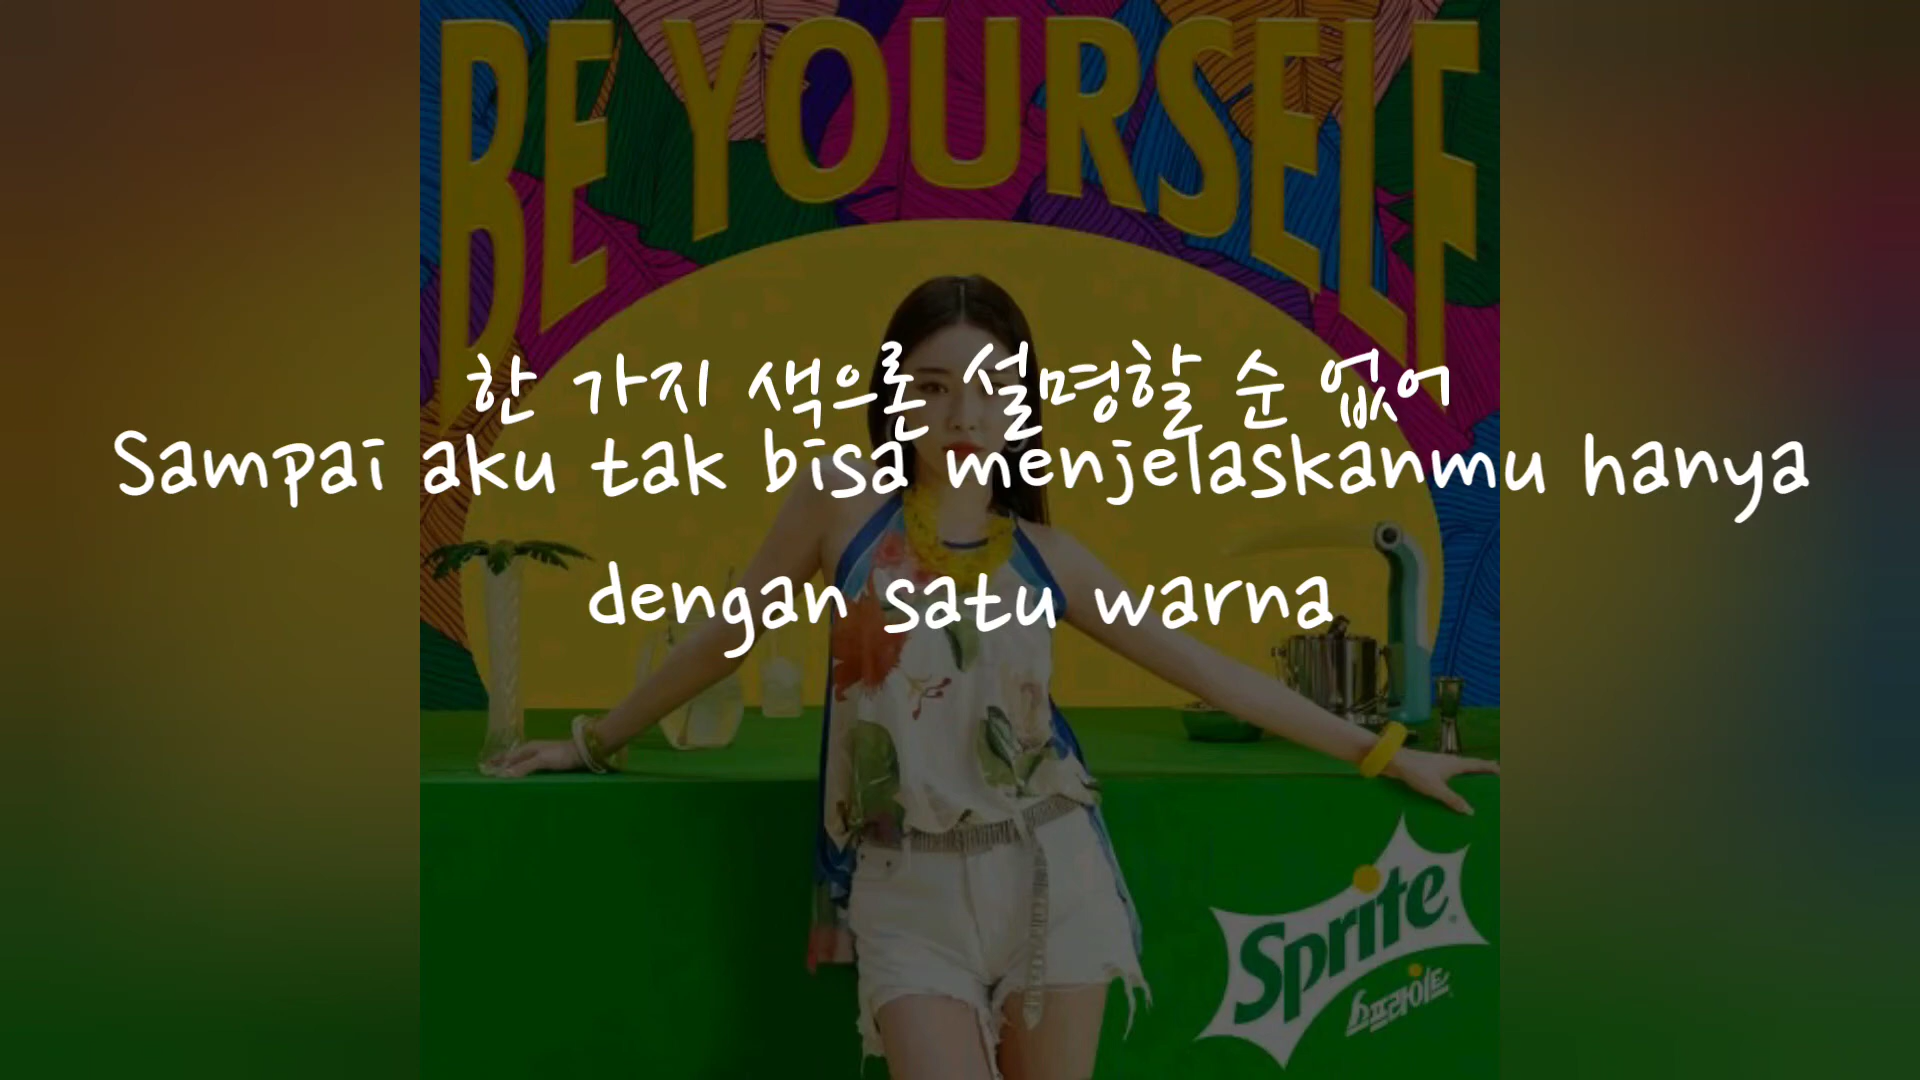 BE YOURSELF
한 가지 색으론 설명할 순 없어
Sampai aku tak bisa menjelaskanmu hanya
dengan satu warna
Sprite
스프라이트